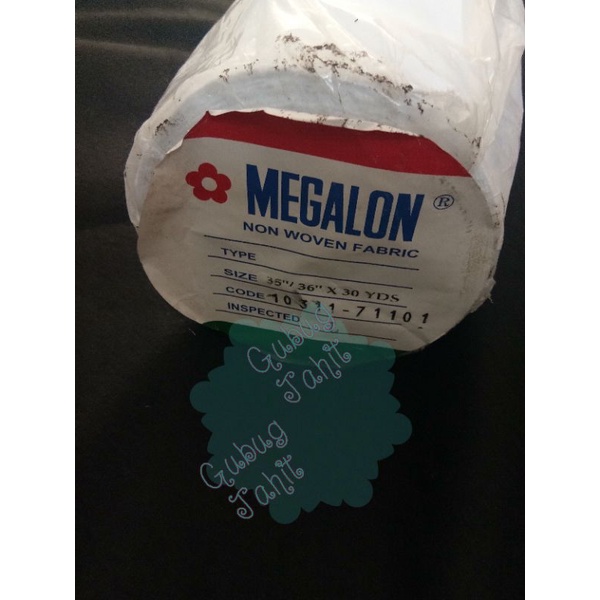 MEGALON ®
NON WOVEN FABRIC
TYPE
SIZE 35"/36" X 30 YDS
CODE 10311-71101
INSPECTED
Gubug
Jahit
Gubug
Jahit